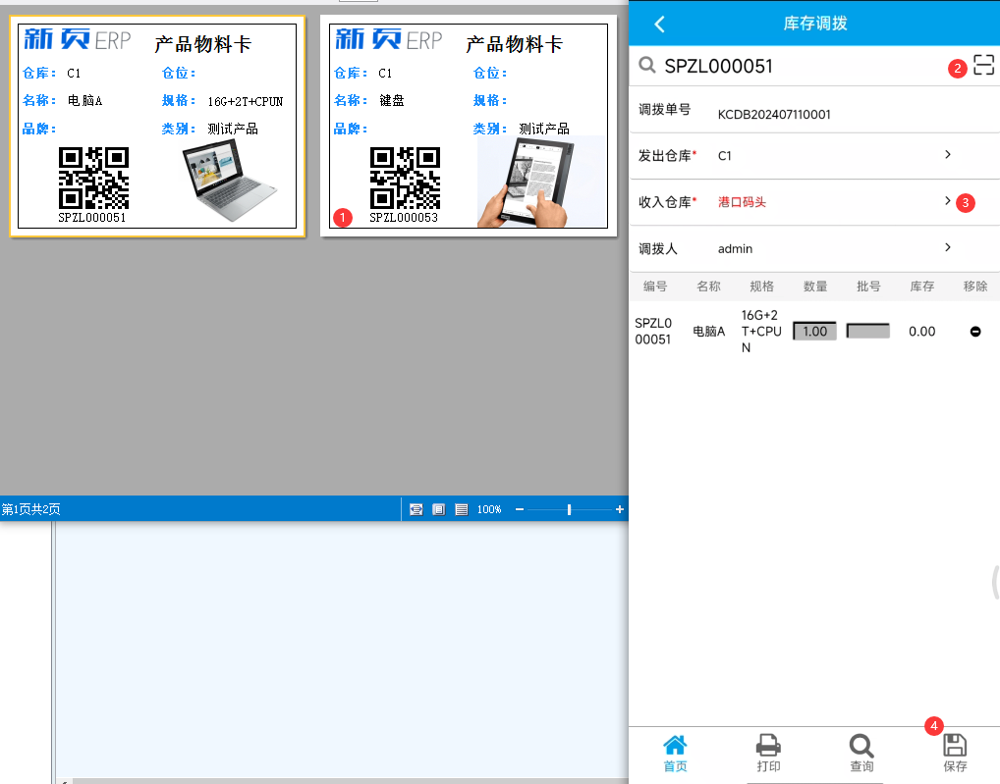 新页ERP 产品物料卡
仓库： C1 仓位：
名称： 电脑A 规格： 16G+2T+CPUN
品牌： 类别： 测试产品
SPZL000051
新页ERP 产品物料卡
仓库： C1 仓位：
名称： 键盘 规格：
品牌： 类别： 测试产品
1 SPZL000053
第1页共2页 100%
库存调拨
SPZL000051 2
调拨单号 KCDB202407110001
发出仓库* C1
收入仓库* 港口码头 3
调拨人 admin
编号 名称 规格 数量 批号 库存 移除
SPZL000051 电脑A 16G+2T+CPUN 1.00 0.00
4
首页 打印 查询 保存